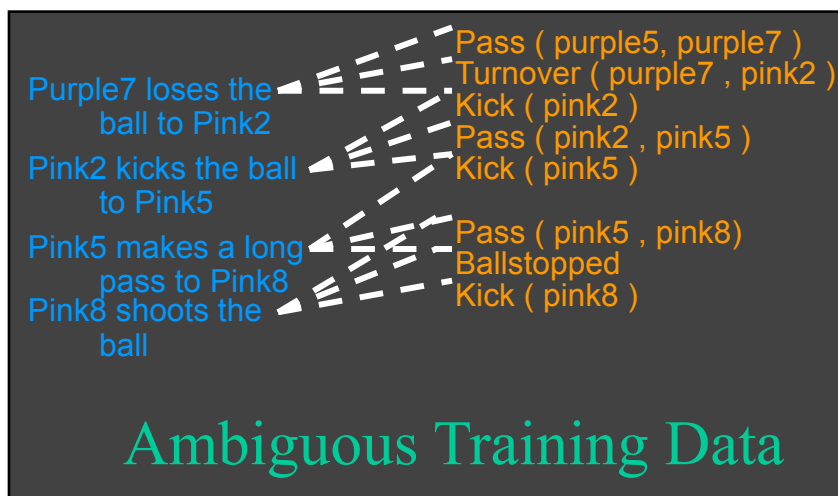 Purple7 loses the
ball to Pink2
Pink2 kicks the ball
to Pink5
Pink5 makes a long
pass to Pink8
Pink8 shoots the
ball
Pass ( purple5, purple7 )
Turnover ( purple7 , pink2 )
Kick ( pink2 )
Pass ( pink2 , pink5 )
Kick ( pink5 )
Pass ( pink5 , pink8)
Ballstopped
Kick ( pink8 )
Ambiguous Training Data